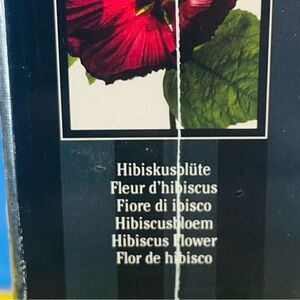 Hibiskusblüte
Fleur d'hibiscus
Fiore di ibisco
Hibiscusbloem
Hibiscus Flower
Flor de hibisco